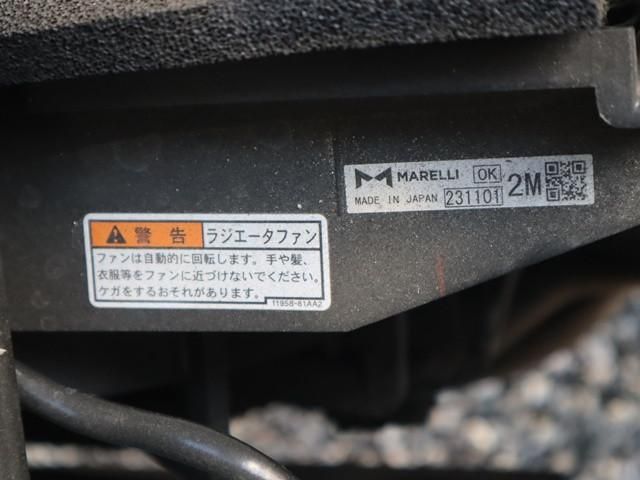 MARELLI OK 2M
MADE IN JAPAN 231101
警告 ラジエータファン
ファンは自動的に回転します。手や髪、
衣服等をファンに近づけないでください。
ケガをするおそれがあります。
11958-81AA2